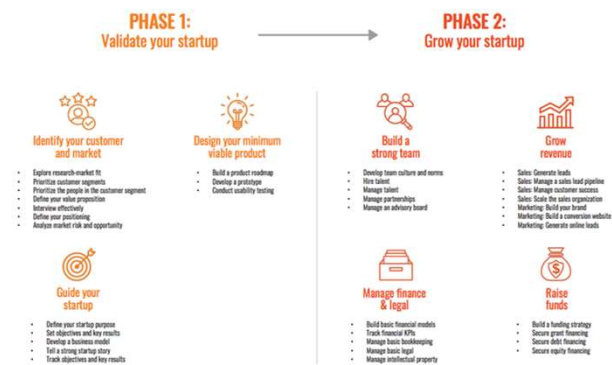 PHASE 1:
Validate your startup
PHASE 2:
Grow your startup
Identify your customer
and market
• Explore research-market fit
• Prioritize customer segments
• Prioritize the people in the customer segment
• Define your value proposition
• Interview effectively
• Define your positioning
• Analyze market risk and opportunity
Design your minimum
viable product
• Build a product roadmap
• Develop a prototype
• Conduct usability testing
Guide your
startup
• Define your startup purpose
• Set objectives and key results
• Develop a business model
• Tell a strong startup story
• Track objectives and key results
Build a
strong team
• Develop team culture and norms
• Hire talent
• Manage talent
• Manage partnerships
• Manage an advisory board
Grow
revenue
• Sales: Generate leads
• Sales: Manage a sales lead pipeline
• Sales: Manage customer success
• Sales: Scale the sales organization
• Marketing: Build your brand
• Marketing: Build a conversion website
• Marketing: Generate online leads
Manage finance
& legal
• Build basic financial models
• Track financial KPIs
• Manage basic bookkeeping
• Manage basic legal
• Manage intellectual property
Raise
funds
• Build a funding strategy
• Secure grant financing
• Secure debt financing
• Secure equity financing